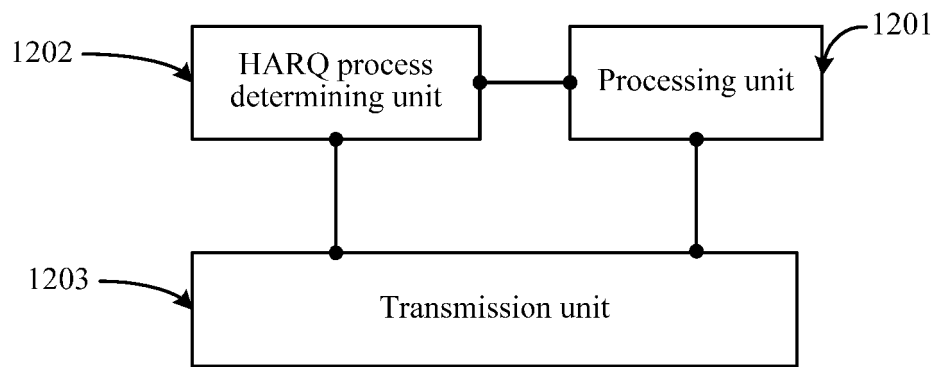 1202
HARQ process
determining unit
Processing unit
1201
1203
Transmission unit